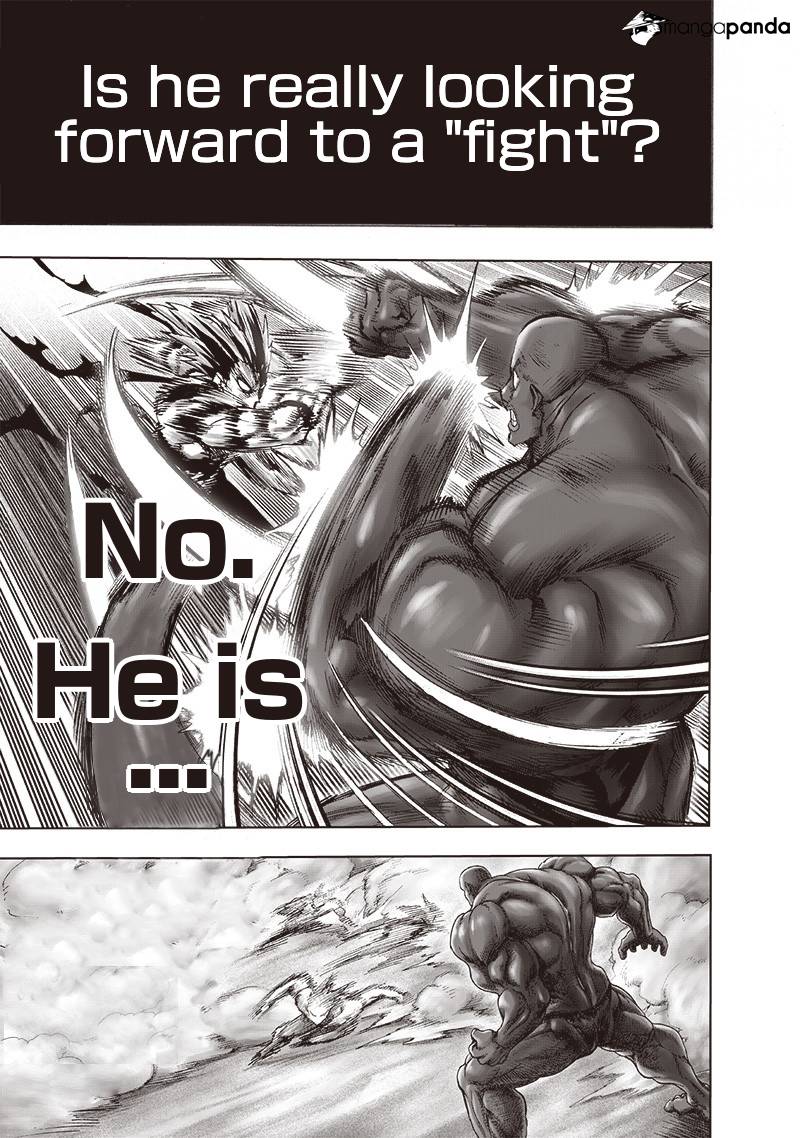 mangapanda
Is he really looking
forward to a "fight"?
No.
He is
...